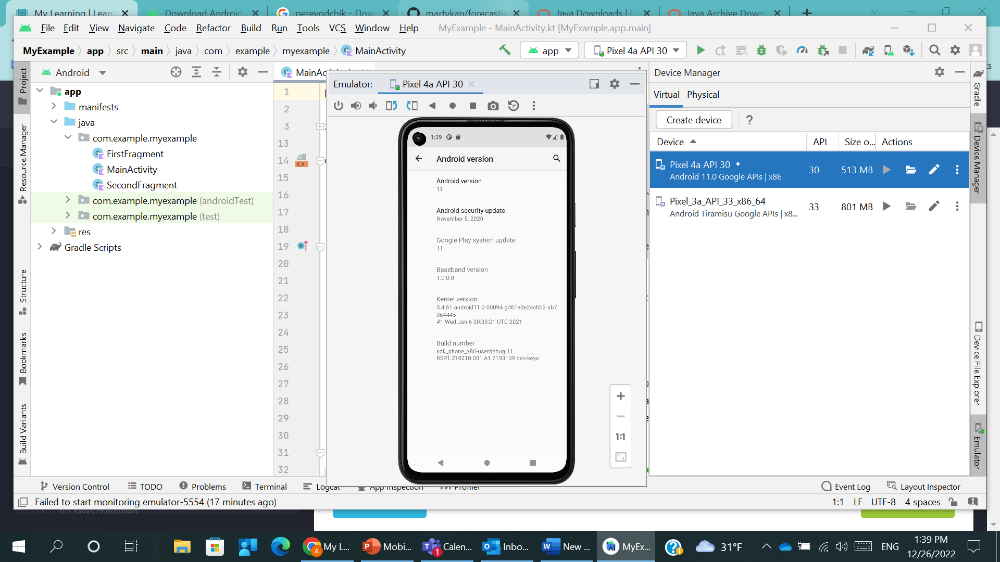 My Learning | Learn
Download Android
perevodchik - Поис
martykan/forecastie
Java Downloads | O
Java Archive Downl
File Edit View Navigate Code Refactor Build Run Tools VCS Window Help
MyExample - MainActivity.kt [MyExample.app.main]
MyExample app src main java com example myexample MainActivity
app
Pixel 4a API 30
Project
Android
app
manifests
java
com.example.myexample
FirstFragment
MainActivity
SecondFragment
com.example.myexample (androidTest)
com.example.myexample (test)
res
Gradle Scripts
Resource Manager
Structure
Bookmarks
Build Variants
1
2
3
13
14
15
16
17
18
19
20
21
22
23
24
25
26
27
28
29
30
31
32
Emulator: Pixel 4a API 30
1:39
Android version
Android version
11
Android security update
November 5, 2020
Google Play system update
11
Baseband version
1.0.0.0
Kernel version
5.4.61-android11-2-00094-gd61ede24cbb2-ab7
064445
#1 Wed Jan 6 00:39:01 UTC 2021
Build number
sdk_phone_x86-userdebug 11
RSR1.210210.001.A1 7193139 dev-keys
1:1
Device Manager
Virtual Physical
Create device ?
Device API Size o... Actions
Pixel 4a API 30 •
Android 11.0 Google APIs | x86
30 513 MB
Pixel_3a_API_33_x86_64
Android Tiramisu Google APIs | x8...
33 801 MB
Gradle
Device Manager
Device File Explorer
Emulator
Version Control TODO Problems Terminal Logcat App Inspection Profiler
Event Log Layout Inspector
Failed to start monitoring emulator-5554 (17 minutes ago)
1:1 LF UTF-8 4 spaces
0/1 tasks completed
My L... Mobi... Calen... Inbo... New ... MyEx...
1
31°F
ENG
1:39 PM
12/26/2022